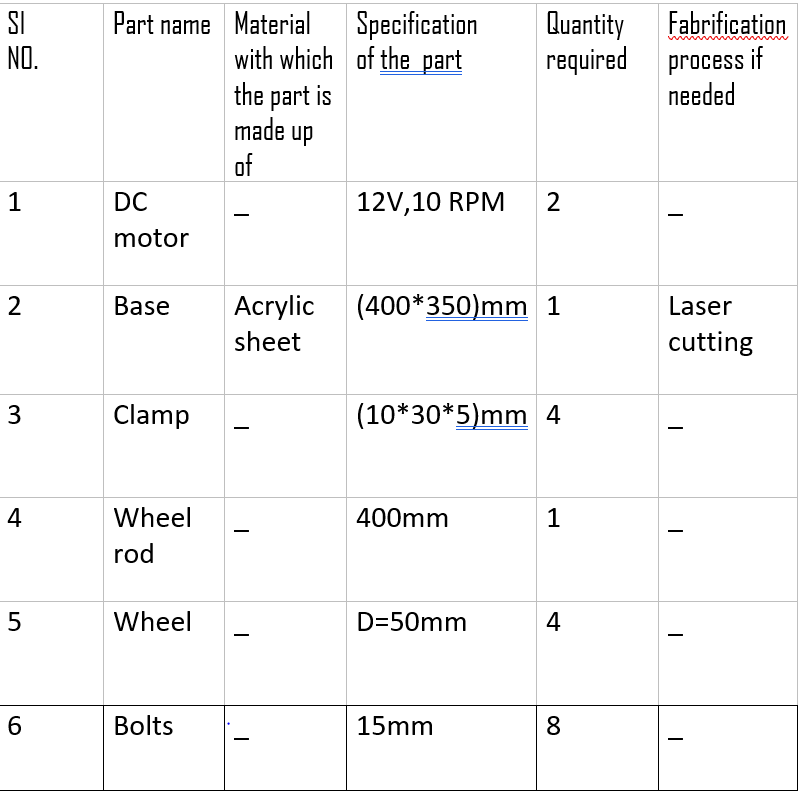 Sl NO. Part name Material with which the part is made up of Specification of the part Quantity required Fabrification process if needed
1 DC motor _ 12V,10 RPM 2 _
2 Base Acrylic sheet (400*350)mm 1 Laser cutting
3 Clamp _ (10*30*5)mm 4 _
4 Wheel rod _ 400mm 1 _
5 Wheel _ D=50mm 4 _
6 Bolts _ 15mm 8 _